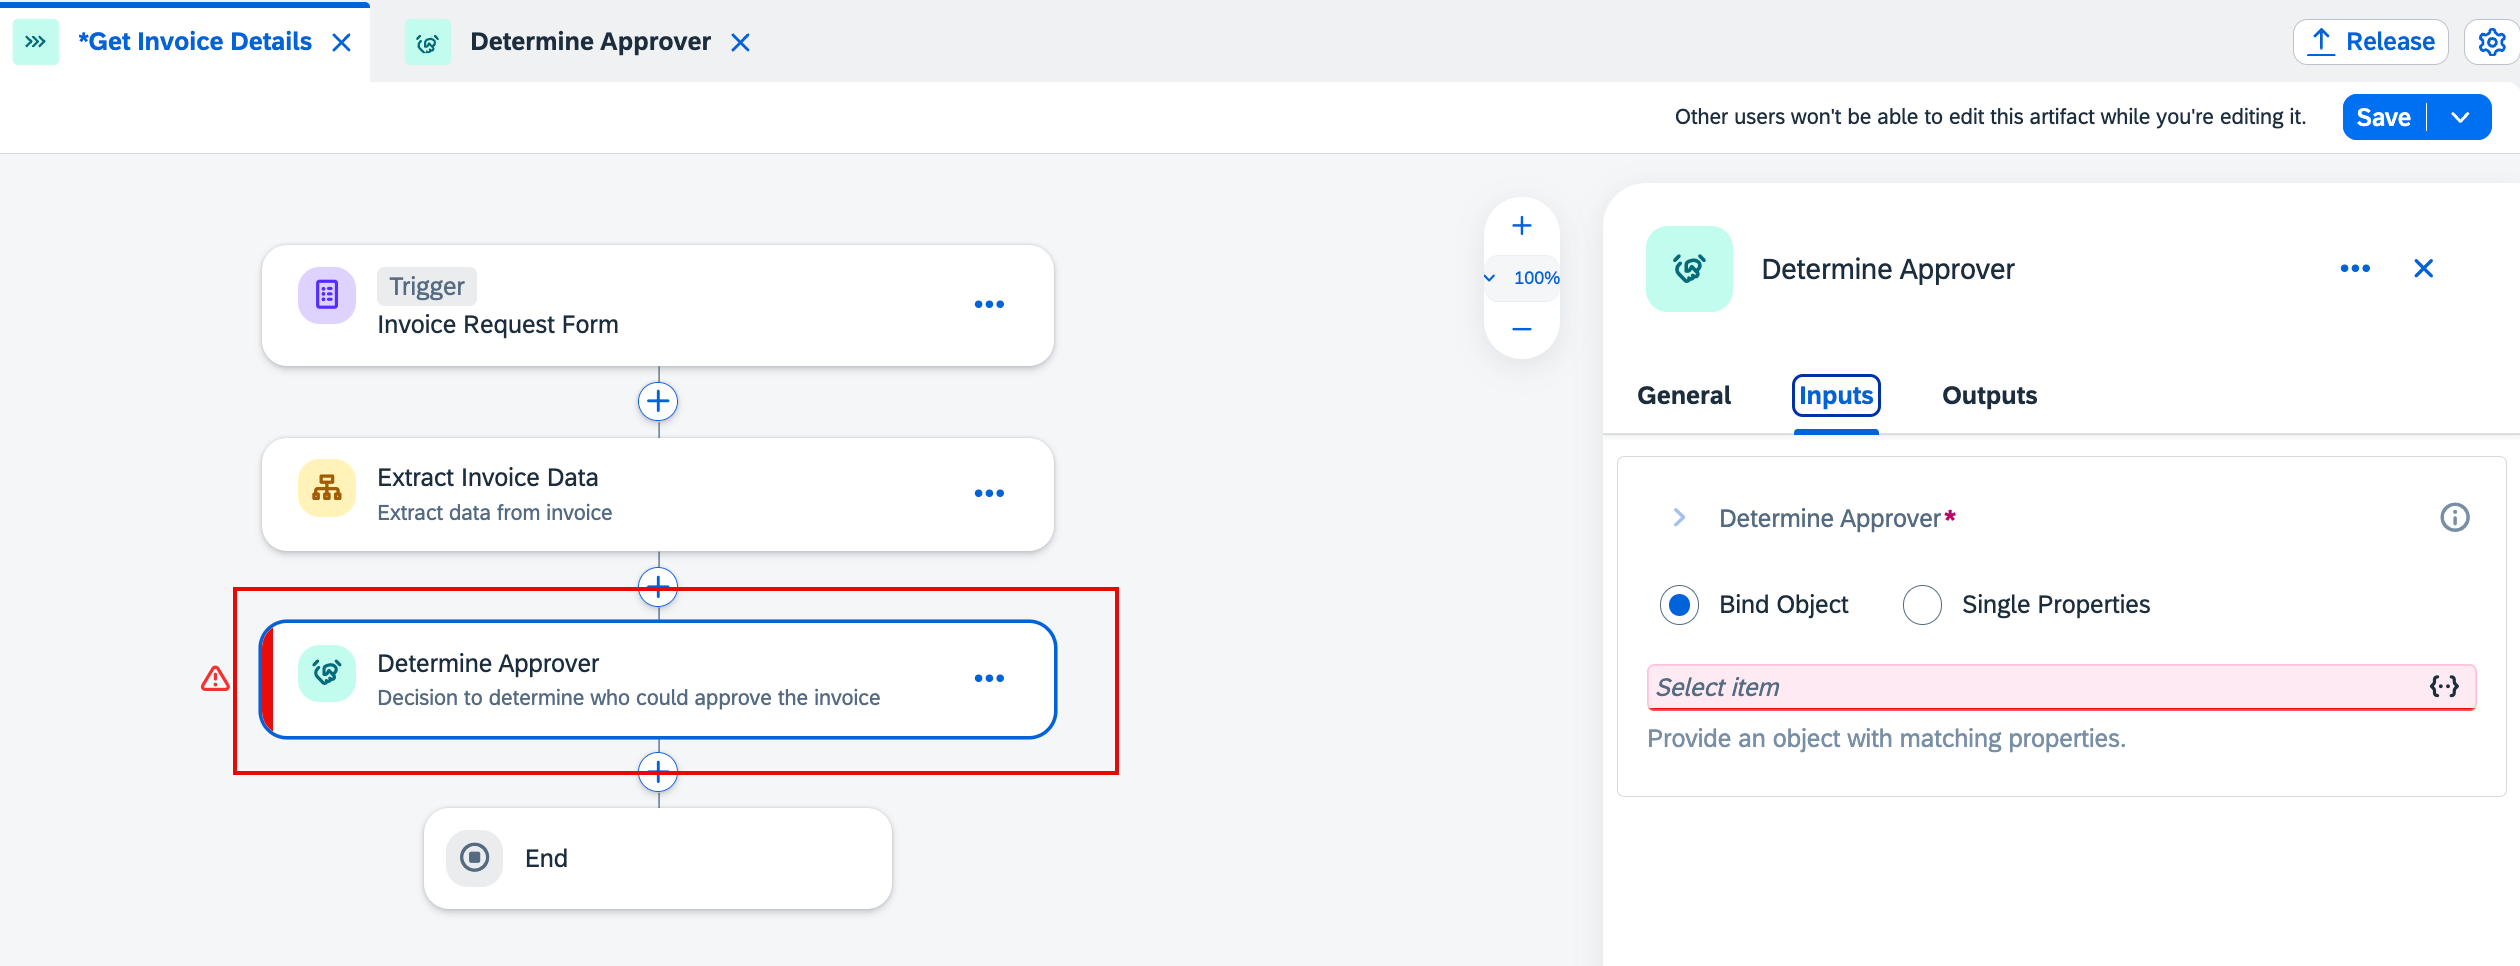 *Get Invoice Details
Determine Approver
Release
Other users won't be able to edit this artifact while you're editing it.
Save
Trigger
Invoice Request Form
100%
Extract Invoice Data
Extract data from invoice
Determine Approver
Decision to determine who could approve the invoice
End
Determine Approver
General
Inputs
Outputs
Determine Approver*
Bind Object
Single Properties
Select item
Provide an object with matching properties.